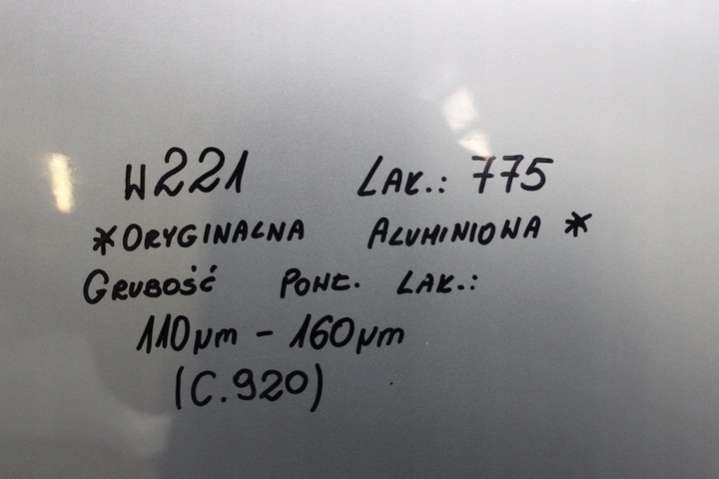 W221 LAK.: 775
*ORYGINALNA ALUMINIOWA*
GRUBOŚĆ POWŁ. LAK.:
110µm - 160µm
(C.920)